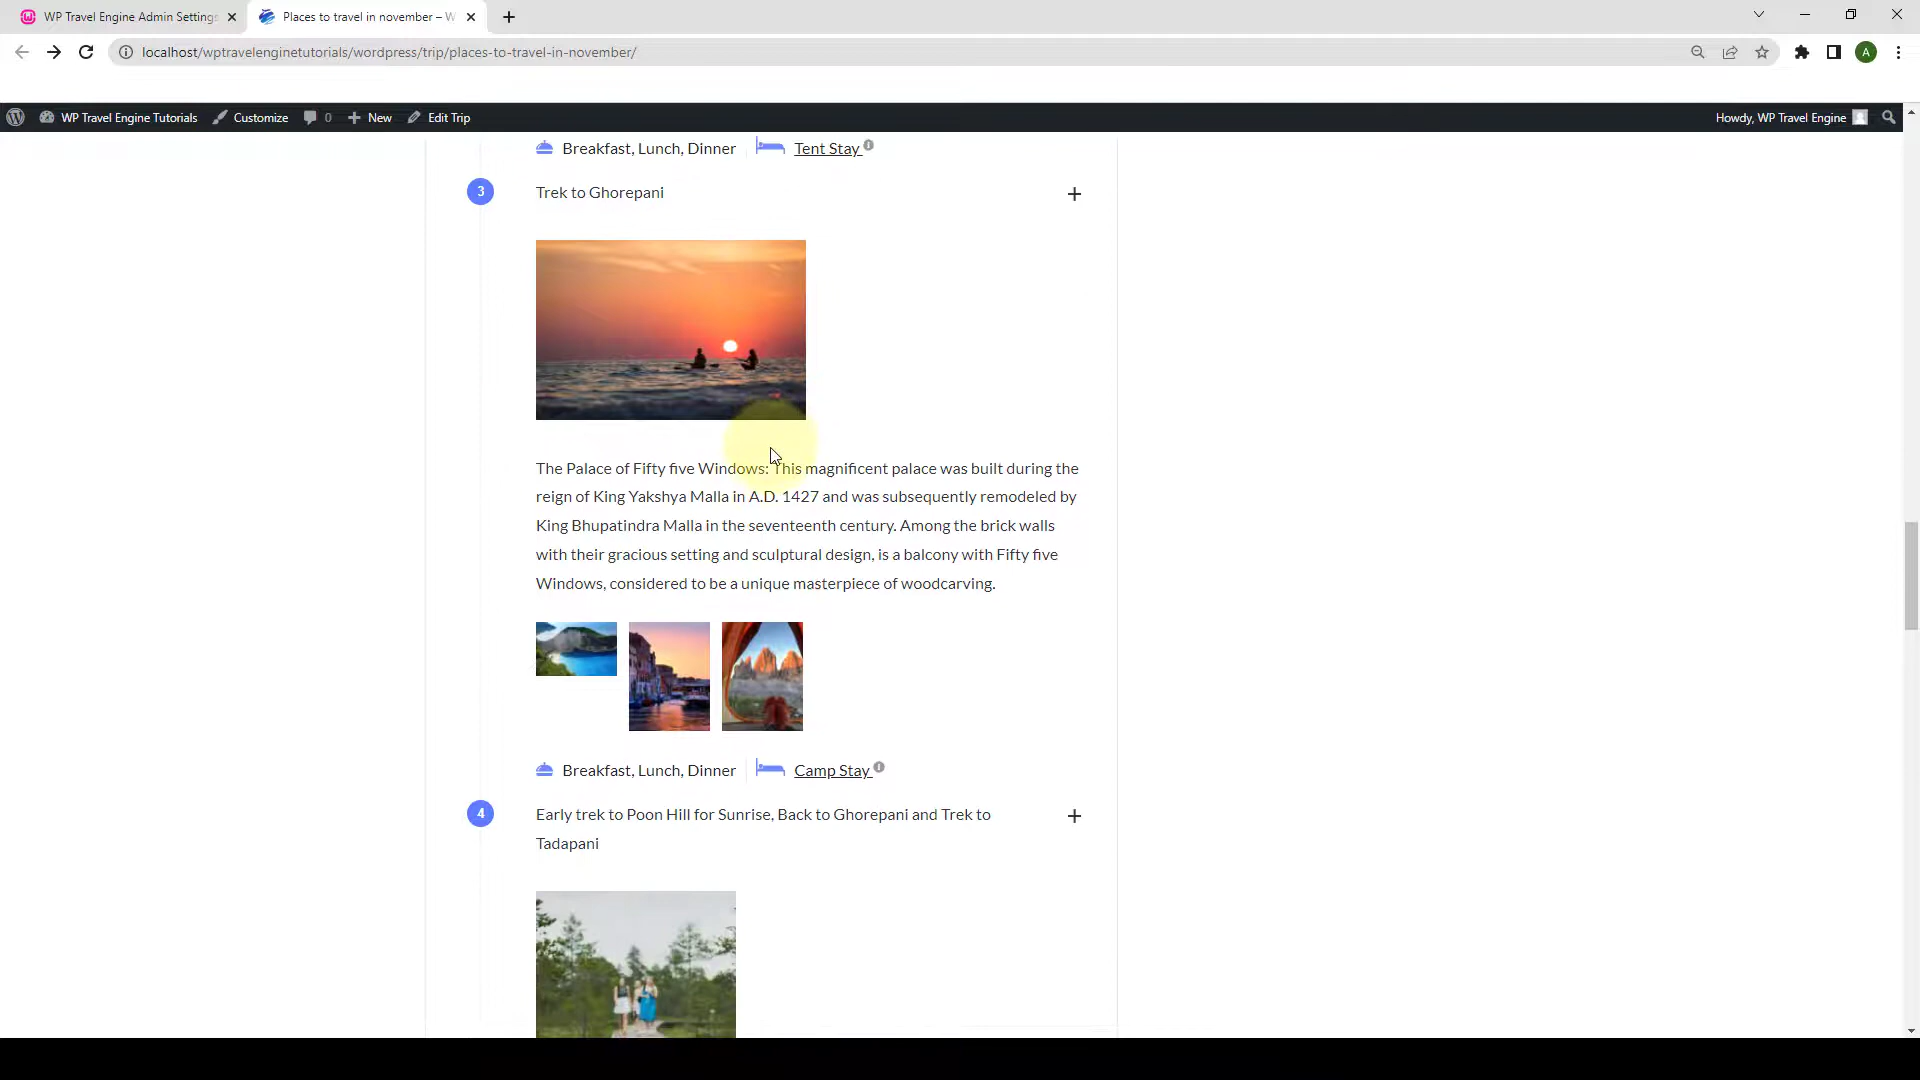 WP Travel Engine Admin Settings
Places to travel in november – W
localhost/wptravelenginetutorials/wordpress/trip/places-to-travel-in-november/
A
WP Travel Engine Tutorials
Customize
0
New
Edit Trip
Howdy, WP Travel Engine
Breakfast, Lunch, Dinner
Tent Stay
3
Trek to Ghorepani
+
The Palace of Fifty five Windows: This magnificent palace was built during the
reign of King Yakshya Malla in A.D. 1427 and was subsequently remodeled by
King Bhupatindra Malla in the seventeenth century. Among the brick walls
with their gracious setting and sculptural design, is a balcony with Fifty five
Windows, considered to be a unique masterpiece of woodcarving.
Breakfast, Lunch, Dinner
Camp Stay
4
Early trek to Poon Hill for Sunrise, Back to Ghorepani and Trek to
Tadapani
+